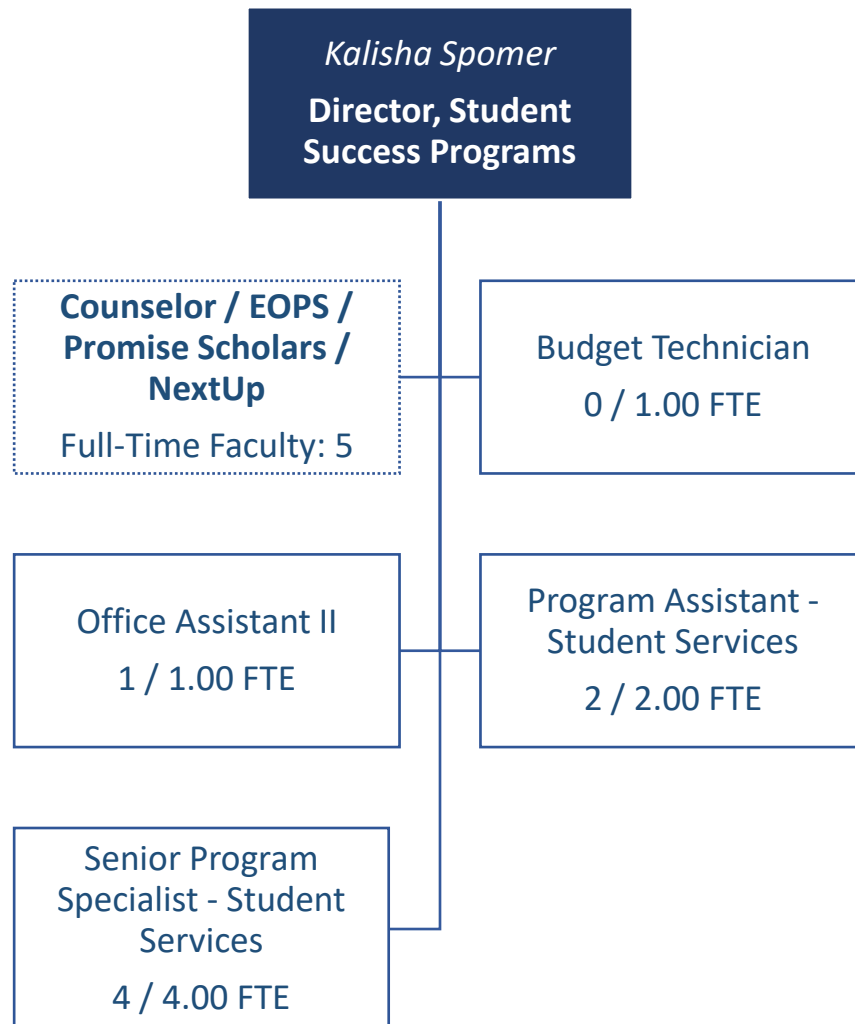 Kalisha Spomer
Director, Student
Success Programs
Counselor / EOPS /
Promise Scholars /
NextUp
Full-Time Faculty: 5
Budget Technician
0 / 1.00 FTE
Office Assistant II
1 / 1.00 FTE
Program Assistant -
Student Services
2 / 2.00 FTE
Senior Program
Specialist - Student
Services
4 / 4.00 FTE